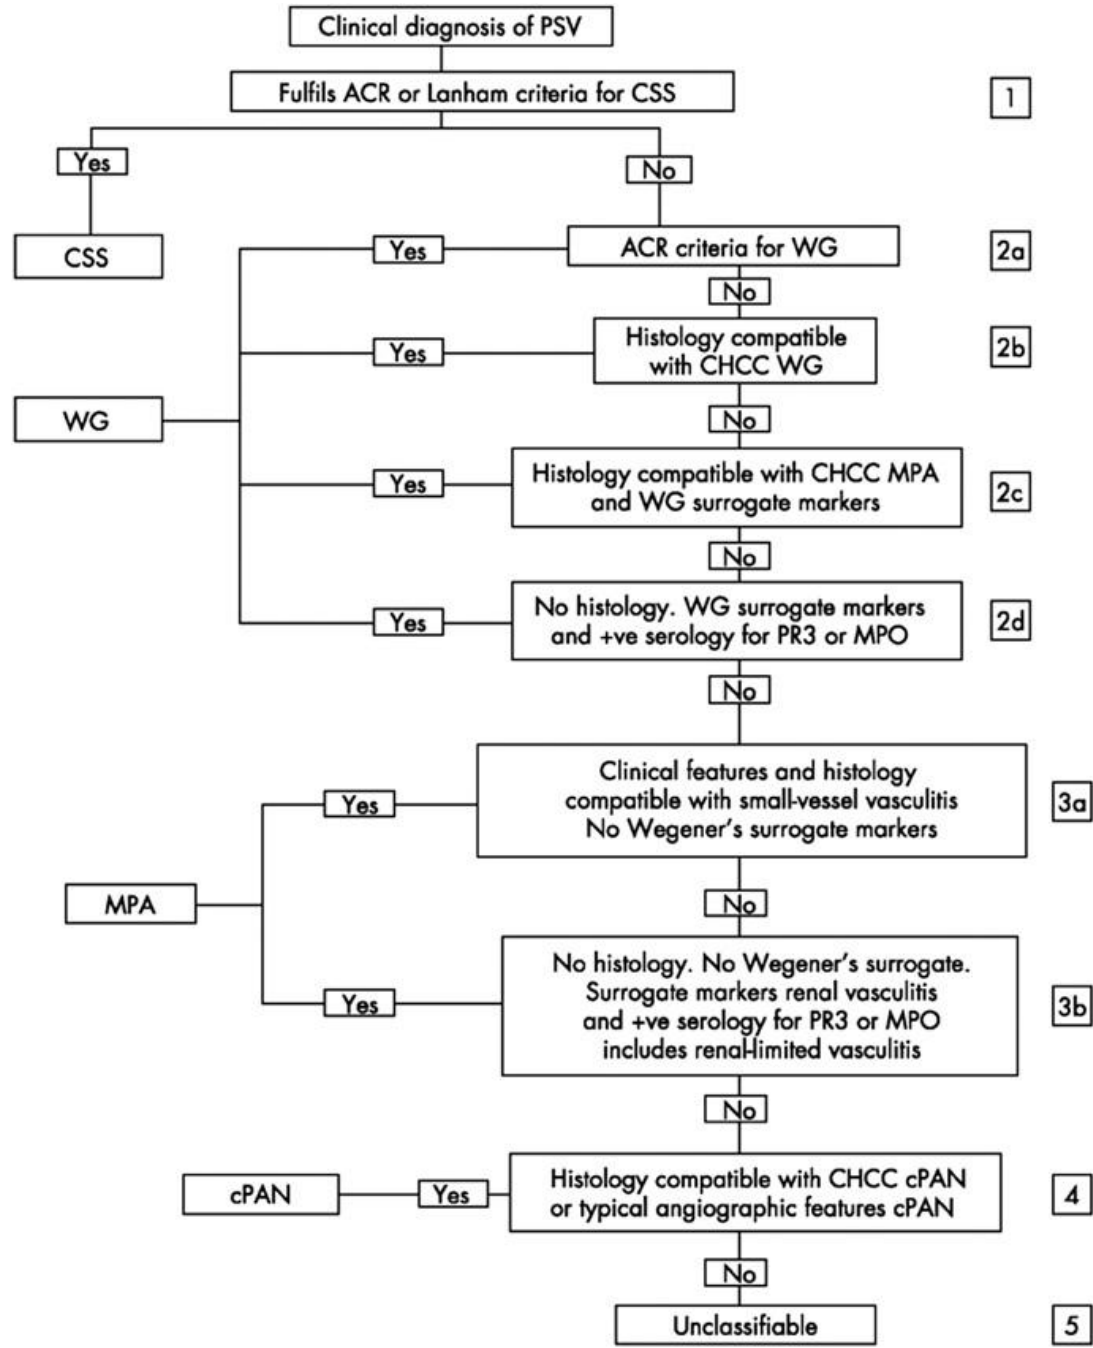 Clinical diagnosis of PSV
Fulfils ACR or Lanham criteria for CSS
1
Yes
No
CSS
Yes
ACR criteria for WG
2a
No
Yes
Histology compatible
with CHCC WG
2b
WG
No
Yes
Histology compatible with CHCC MPA
and WG surrogate markers
2c
No
Yes
No histology. WG surrogate markers
and +ve serology for PR3 or MPO
2d
No
Yes
Clinical features and histology
compatible with small-vessel vasculitis
No Wegener's surrogate markers
3a
MPA
No
Yes
No histology. No Wegener's surrogate.
Surrogate markers renal vasculitis
and +ve serology for PR3 or MPO
includes renal-limited vasculitis
3b
No
cPAN
Yes
Histology compatible with CHCC cPAN
or typical angiographic features cPAN
4
No
Unclassifiable
5